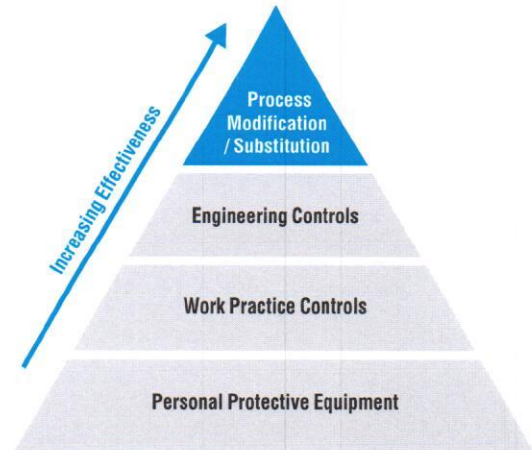 Increasing Effectiveness
Process
Modification
/ Substitution
Engineering Controls
Work Practice Controls
Personal Protective Equipment